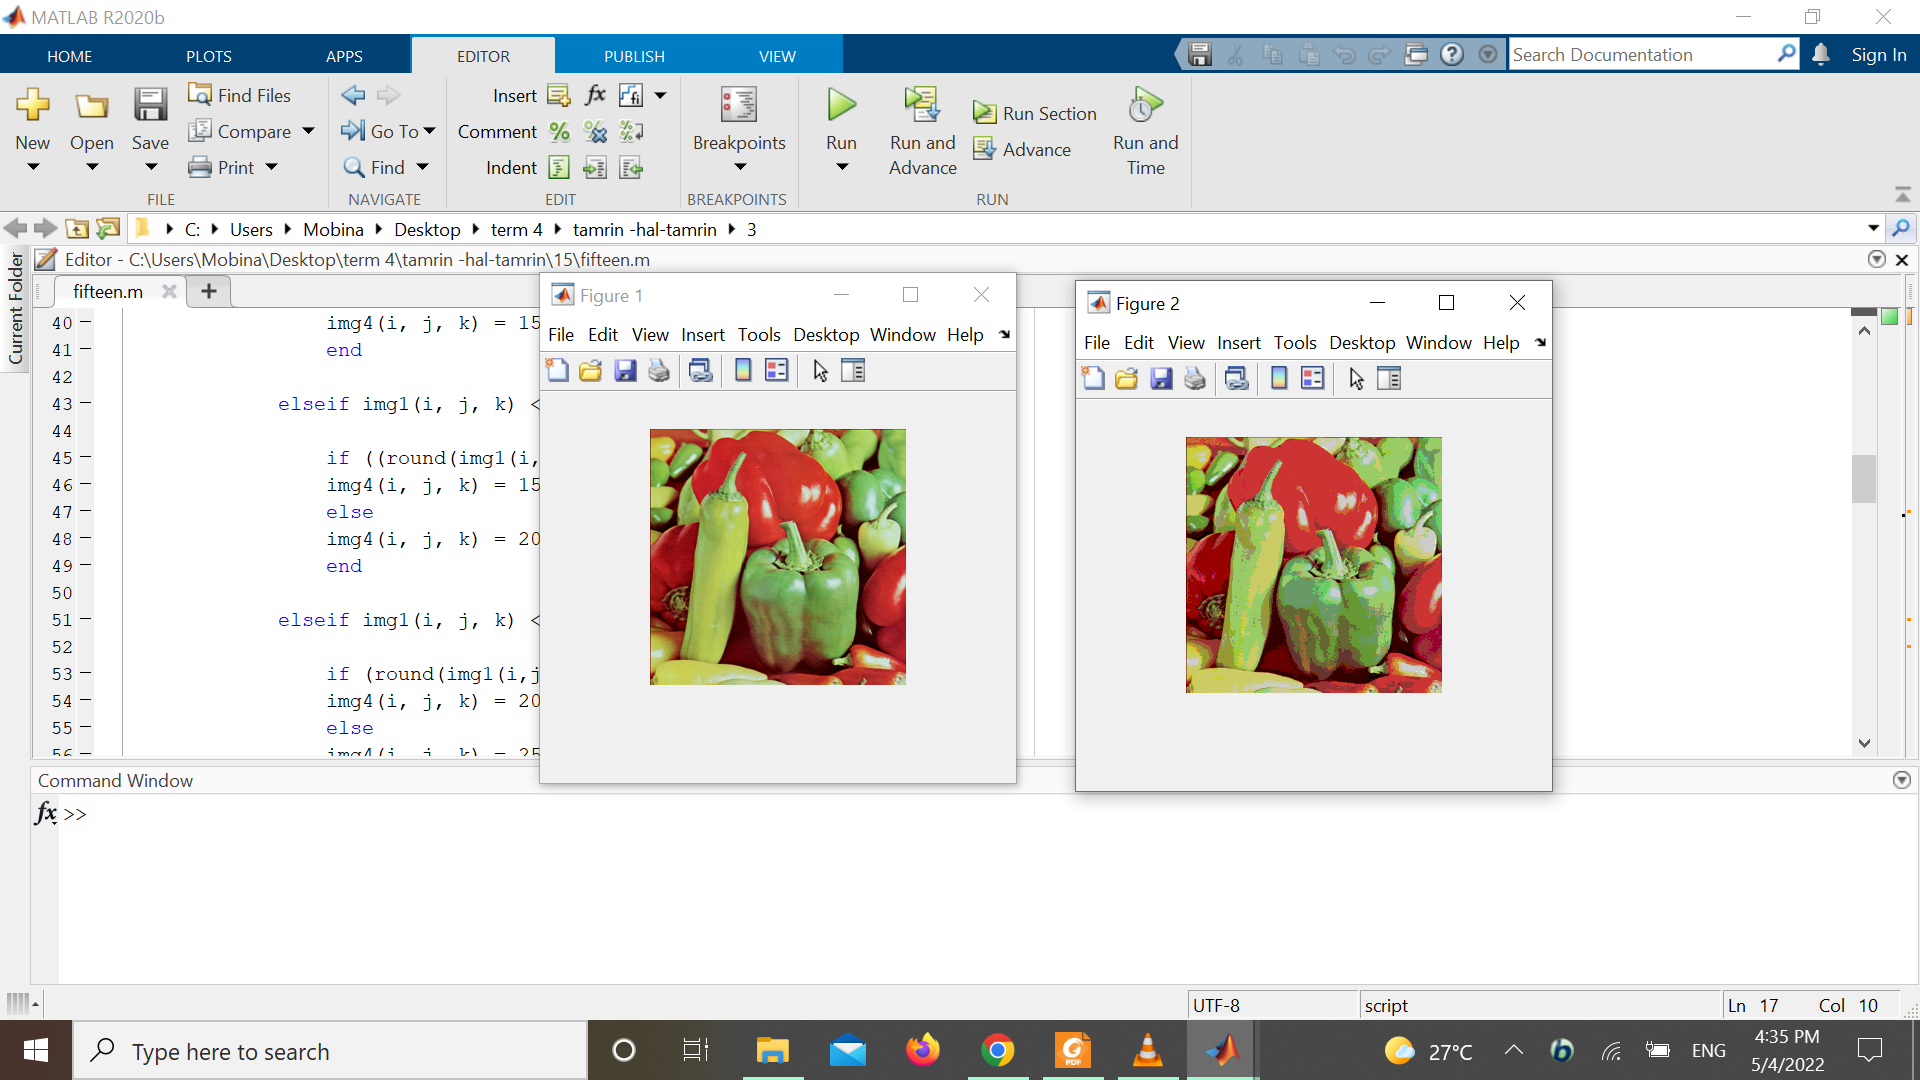 MATLAB R2020b
HOME PLOTS APPS EDITOR PUBLISH VIEW
Search Documentation
Sign In
New
Open
Save
Find Files
Compare
Print
FILE
Go To
Find
NAVIGATE
Insert fx fi
Comment
Indent
EDIT
Breakpoints
BREAKPOINTS
Run
Run and Advance
Run Section
Advance
Run and Time
RUN
C: Users Mobina Desktop term 4 tamrin -hal-tamrin 3
Current Folder
Editor - C:\Users\Mobina\Desktop\term 4\tamrin -hal-tamrin\15\fifteen.m
fifteen.m
40 img4(i, j, k) = 15
41 end
42
43 elseif img1(i, j, k) <
44
45 if ((round(img1(i,
46 img4(i, j, k) = 15
47 else
48 img4(i, j, k) = 20
49 end
50
51 elseif img1(i, j, k) <
52
53 if (round(img1(i,j
54 img4(i, j, k) = 20
55 else
56 img4(i, j, k) = 25
Figure 1
File Edit View Insert Tools Desktop Window Help
Figure 2
File Edit View Insert Tools Desktop Window Help
Command Window
fx >>
UTF-8
script
Ln 17 Col 10
Type here to search
PDF
27°C
ENG
4:35 PM
5/4/2022